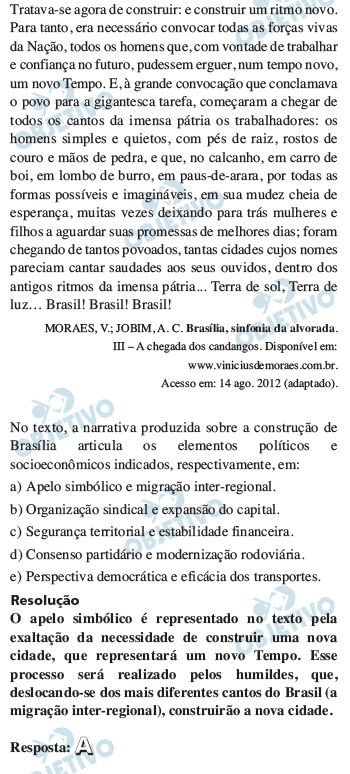 Tratava-se agora de construir: e construir um ritmo novo.
Para tanto, era necessário convocar todas as forças vivas
da Nação, todos os homens que, com vontade de trabalhar
e confiança no futuro, pudessem erguer, num tempo novo,
um novo Tempo. E, à grande convocação que conclamava
o povo para a gigantesca tarefa, começaram a chegar de
todos os cantos da imensa pátria os trabalhadores: os
homens simples e quietos, com pés de raiz, rostos de
couro e mãos de pedra, e que, no calcanho, em carro de
boi, em lombo de burro, em paus-de-arara, por todas as
formas possíveis e imagináveis, em sua mudez cheia de
esperança, muitas vezes deixando para trás mulheres e
filhos a aguardar suas promessas de melhores dias; foram
chegando de tantos povoados, tantas cidades cujos nomes
pareciam cantar saudades aos seus ouvidos, dentro dos
antigos ritmos da imensa pátria... Terra de sol, Terra de
luz... Brasil! Brasil! Brasil!
MORAES, V.; JOBIM, A. C. Brasília, sinfonia da alvorada.
III – A chegada dos candangos. Disponível em:
www.viniciusdemoraes.com.br.
Acesso em: 14 ago. 2012 (adaptado).
No texto, a narrativa produzida sobre a construção de
Brasília articula os elementos políticos e
socioeconômicos indicados, respectivamente, em:
a) Apelo simbólico e migração inter-regional.
b) Organização sindical e expansão do capital.
c) Segurança territorial e estabilidade financeira.
d) Consenso partidário e modernização rodoviária.
e) Perspectiva democrática e eficácia dos transportes.
Resolução
O apelo simbólico é representado no texto pela
exaltação da necessidade de construir uma nova
cidade, que representará um novo Tempo. Esse
processo será realizado pelos humildes, que,
deslocando-se dos mais diferentes cantos do Brasil (a
migração inter-regional), construirão a nova cidade.
Resposta: A